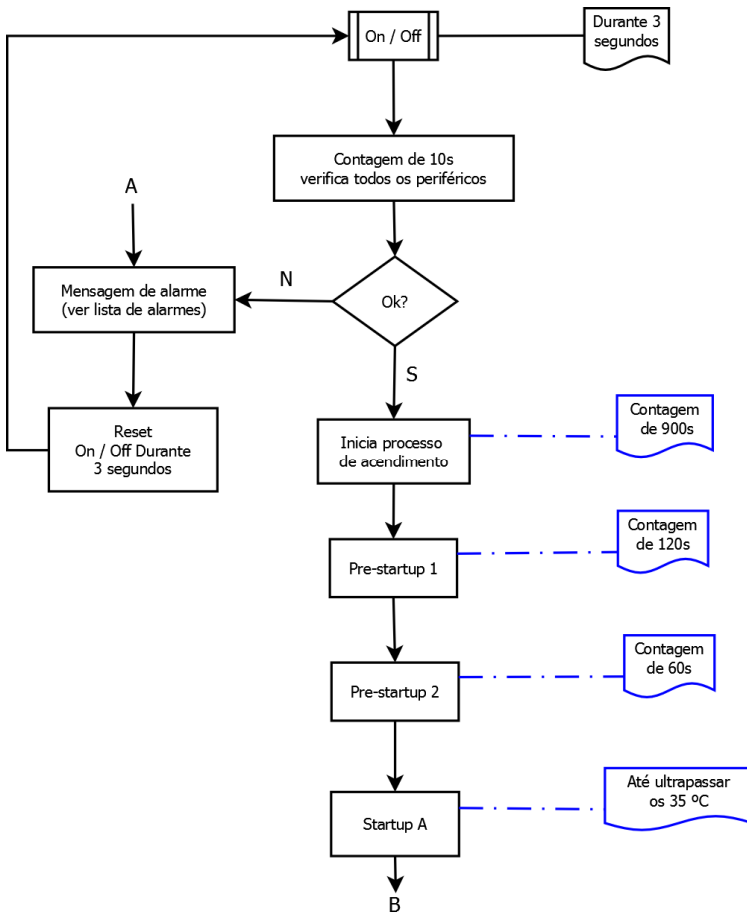 On / Off
Durante 3
segundos
Contagem de 10s
verifica todos os periféricos
A
Mensagem de alarme
(ver lista de alarmes)
N
Ok?
S
Reset
On / Off Durante
3 segundos
Inicia processo
de acendimento
Contagem
de 900s
Pre-startup 1
Contagem
de 120s
Pre-startup 2
Contagem
de 60s
Startup A
Até ultrapassar
os 35 ºC
B